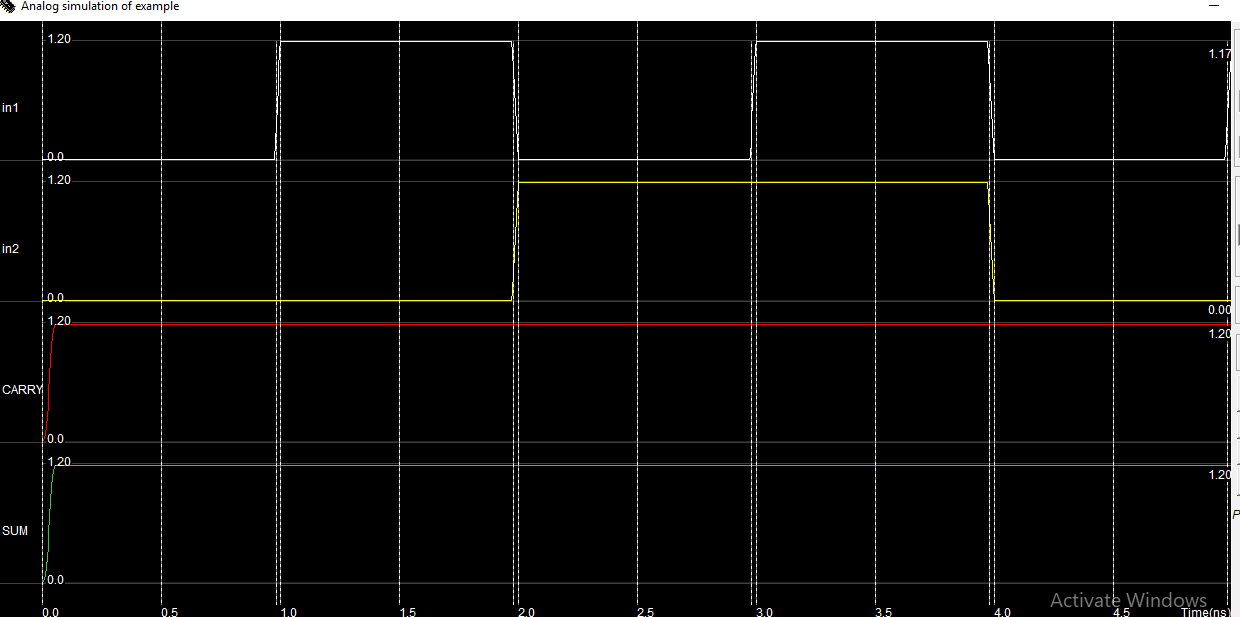 Analog simulation of example
1.20
1.17
in1
0.0
1.20
in2
0.0
0.00
1.20
1.20
CARRY
0.0
1.20
1.20
P
SUM
0.0
Activate Windows
0.0 0.5 1.0 1.5 2.0 2.5 3.0 3.5 4.0 4.5 Time(ns)